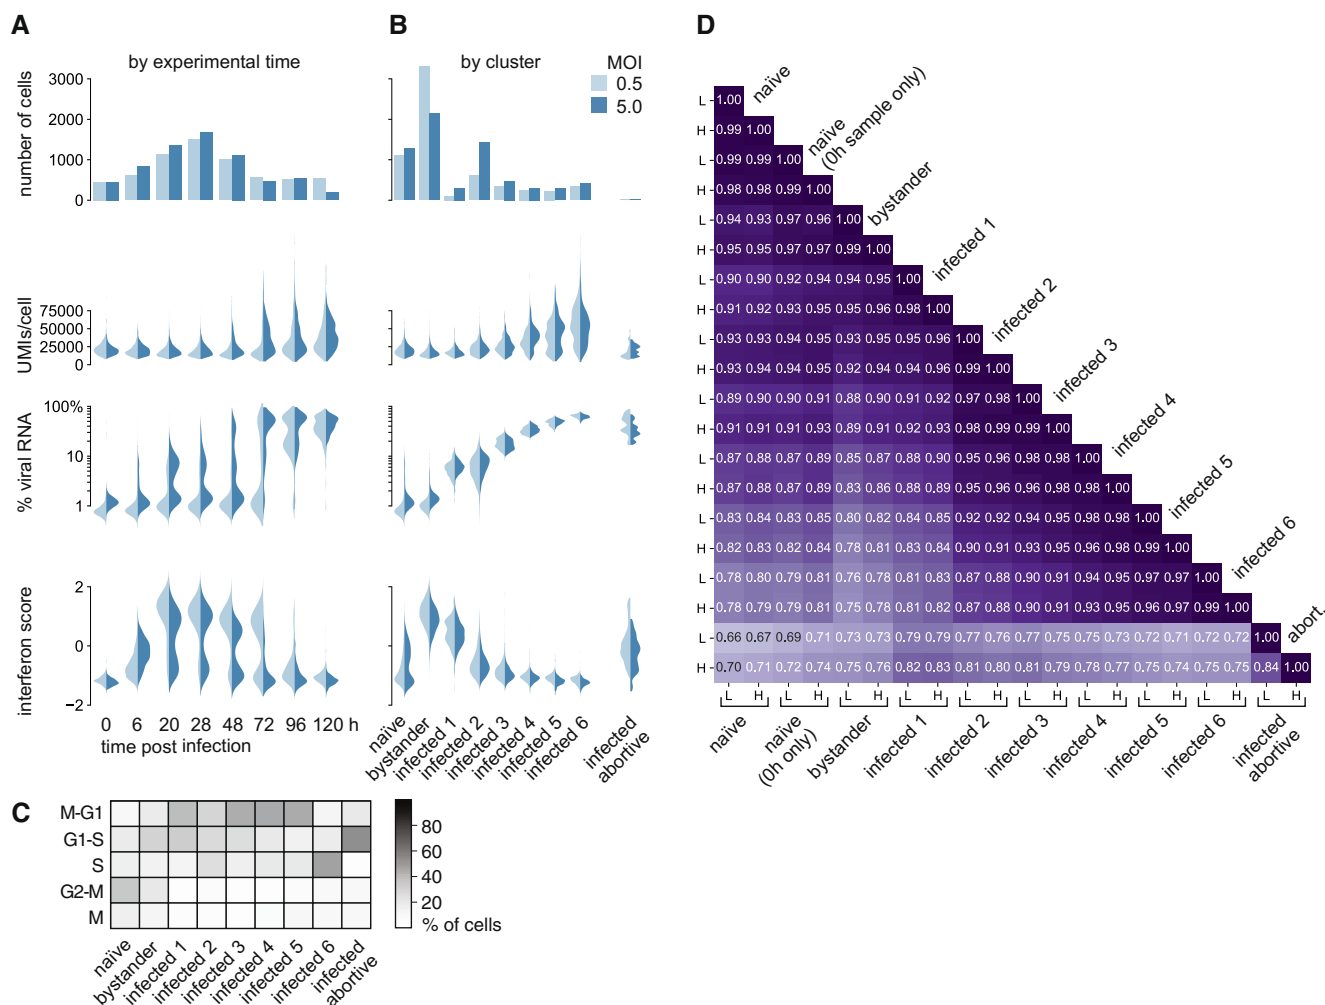 A
B
D
by experimental time
by cluster
MOI
0.5
5.0
number of cells
3000
2000
1000
0
UMIs/cell
75000
50000
25000
0
% viral RNA
100%
10
1
interferon score
2
0
−2
0 6 20 28 48 72 96 120 h
time post infection
naïve
bystander
infected 1
infected 2
infected 3
infected 4
infected 5
infected 6
infected
abortive
C
M-G1
G1-S
S
G2-M
M
80
60
40
20
% of cells
naïve
bystander
infected 1
infected 2
infected 3
infected 4
infected 5
infected 6
infected
abortive
naïve
naïve
(0h sample only)
bystander
infected 1
infected 2
infected 3
infected 4
infected 5
infected 6
abort.
L 1.00
H 0.99 1.00
L 0.99 0.99 1.00
H 0.98 0.98 0.99 1.00
L 0.94 0.93 0.97 0.96 1.00
H 0.95 0.95 0.97 0.97 0.99 1.00
L 0.90 0.90 0.92 0.94 0.94 0.95 1.00
H 0.91 0.92 0.93 0.95 0.95 0.96 0.98 1.00
L 0.93 0.93 0.94 0.95 0.93 0.95 0.95 0.96 1.00
H 0.93 0.94 0.94 0.95 0.92 0.94 0.94 0.96 0.99 1.00
L 0.89 0.90 0.90 0.91 0.88 0.90 0.91 0.92 0.97 0.98 1.00
H 0.91 0.91 0.91 0.93 0.89 0.91 0.92 0.93 0.98 0.99 0.99 1.00
L 0.87 0.88 0.87 0.89 0.85 0.87 0.88 0.90 0.95 0.96 0.98 0.98 1.00
H 0.87 0.88 0.87 0.89 0.83 0.86 0.88 0.89 0.95 0.96 0.96 0.98 0.98 1.00
L 0.83 0.84 0.83 0.85 0.80 0.82 0.84 0.85 0.92 0.92 0.94 0.95 0.98 0.98 1.00
H 0.82 0.83 0.82 0.84 0.78 0.81 0.83 0.84 0.90 0.91 0.93 0.95 0.96 0.98 0.99 1.00
L 0.78 0.80 0.79 0.81 0.76 0.78 0.81 0.83 0.87 0.88 0.90 0.91 0.94 0.95 0.97 0.97 1.00
H 0.78 0.79 0.79 0.81 0.75 0.78 0.81 0.82 0.87 0.88 0.90 0.91 0.93 0.95 0.96 0.97 0.99 1.00
L 0.66 0.67 0.69 0.71 0.73 0.73 0.79 0.79 0.77 0.76 0.77 0.75 0.75 0.73 0.72 0.71 0.72 0.72 1.00
H 0.70 0.71 0.72 0.74 0.75 0.76 0.82 0.83 0.81 0.80 0.81 0.79 0.78 0.77 0.75 0.74 0.75 0.75 0.84 1.00
L H L H L H L H L H L H L H L H L H L H
naïve
naïve
(0h only)
bystander
infected 1
infected 2
infected 3
infected 4
infected 5
infected 6
infected
abortive